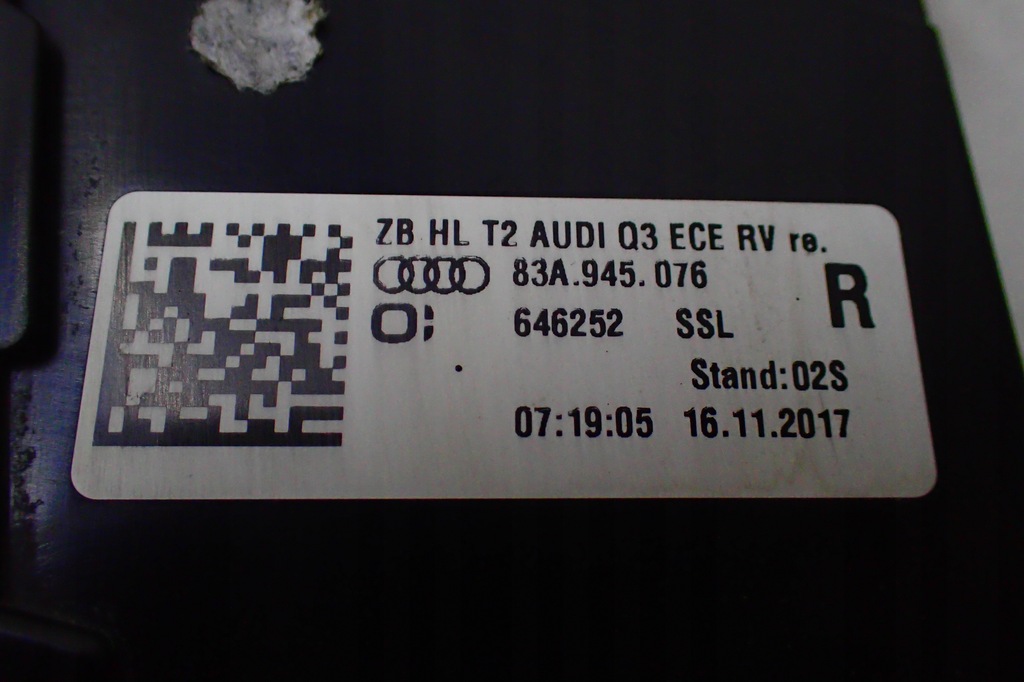 ZB HL T2 AUDI Q3 ECE RV re.
83A.945.076
R
646252 SSL
Stand:02S
07:19:05 16.11.2017